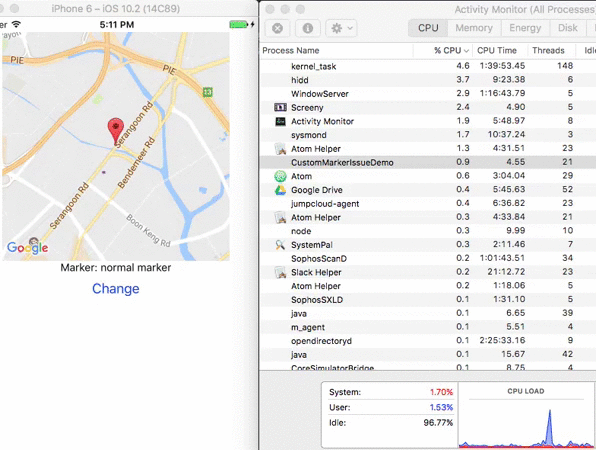 iPhone 6 – iOS 10.2 (14C89)
5:11 PM
PIE
PIE
13
Serangoon Rd
Bendemeer Rd
Serangoon Rd
Boon Keng Rd
Google
Marker: normal marker
Change
Activity Monitor (All Processes)
CPU Memory Energy Disk
Process Name % CPU CPU Time Threads Idle
kernel_task 4.6 1:39:53.45 148
hidd 3.7 9:23.38 6
WindowServer 2.9 1:16:43.79 5
Screeny 2.4 4.90 5
Activity Monitor 1.9 5:48.97 8
sysmond 1.7 10:37.24 3
Atom Helper 1.3 4:31.51 23
CustomMarkerIssueDemo 0.9 4.55 21
Atom 0.6 3:04.04 29
Google Drive 0.4 5:45.63 52
jumpcloud-agent 0.4 6:36.82 23
Atom Helper 0.3 4:33.84 21
node 0.3 9.99 10
SystemPal 0.3 2:11.46 7
SophosScanD 0.2 1:01:43.51 34
Slack Helper 0.2 21:12.72 23
Atom Helper 0.2 1:18.06 5
SophosSXLD 0.1 1:31.10 5
java 0.1 6.65 39
m_agent 0.1 5.51 4
opendirectoryd 0.1 2:25:33.16 9
java 0.1 15.67 42
CoreSimulatorBridge 0.1 8.75 4
System: 1.70%
User: 1.53%
Idle: 96.77%
CPU LOAD